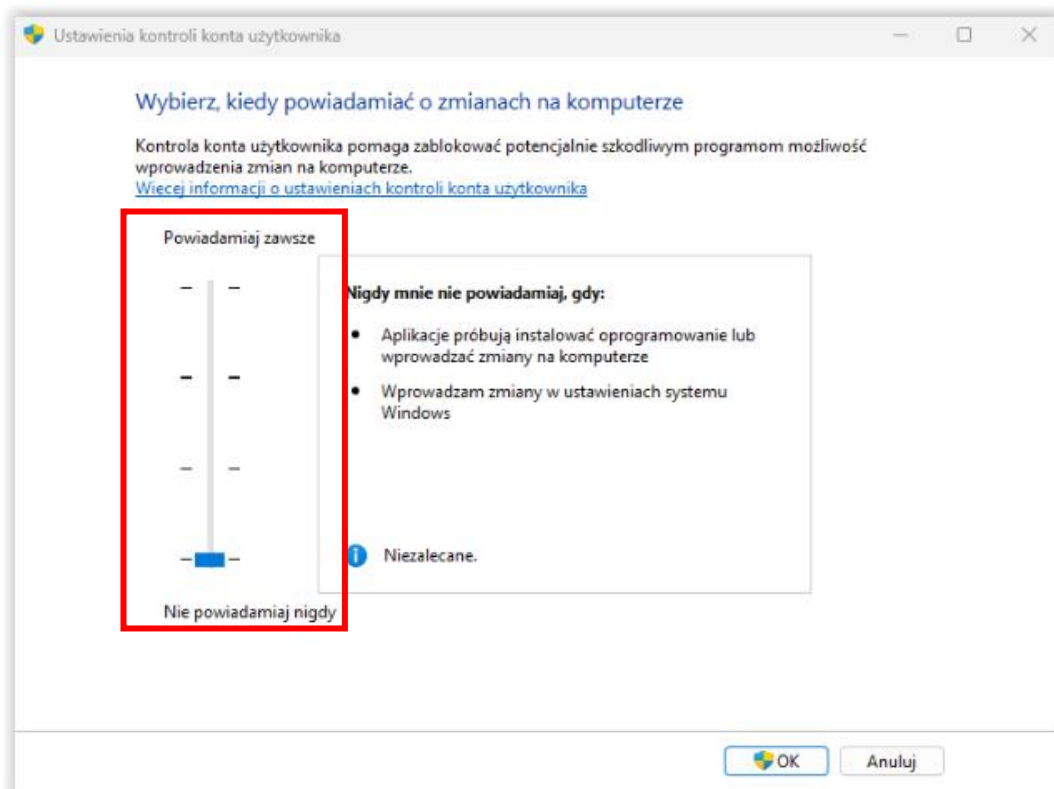 Ustawienia kontroli konta użytkownika
Wybierz, kiedy powiadamiać o zmianach na komputerze
Kontrola konta użytkownika pomaga zablokować potencjalnie szkodliwym programom możliwość
wprowadzenia zmian na komputerze.
Więcej informacji o ustawieniach kontroli konta użytkownika
Powiadamiaj zawsze
Nigdy mnie nie powiadamiaj, gdy:
Aplikacje próbują instalować oprogramowanie lub
wprowadzać zmiany na komputerze
Wprowadzam zmiany w ustawieniach systemu
Windows
Niezalecane.
Nie powiadamiaj nigdy
OK
Anuluj